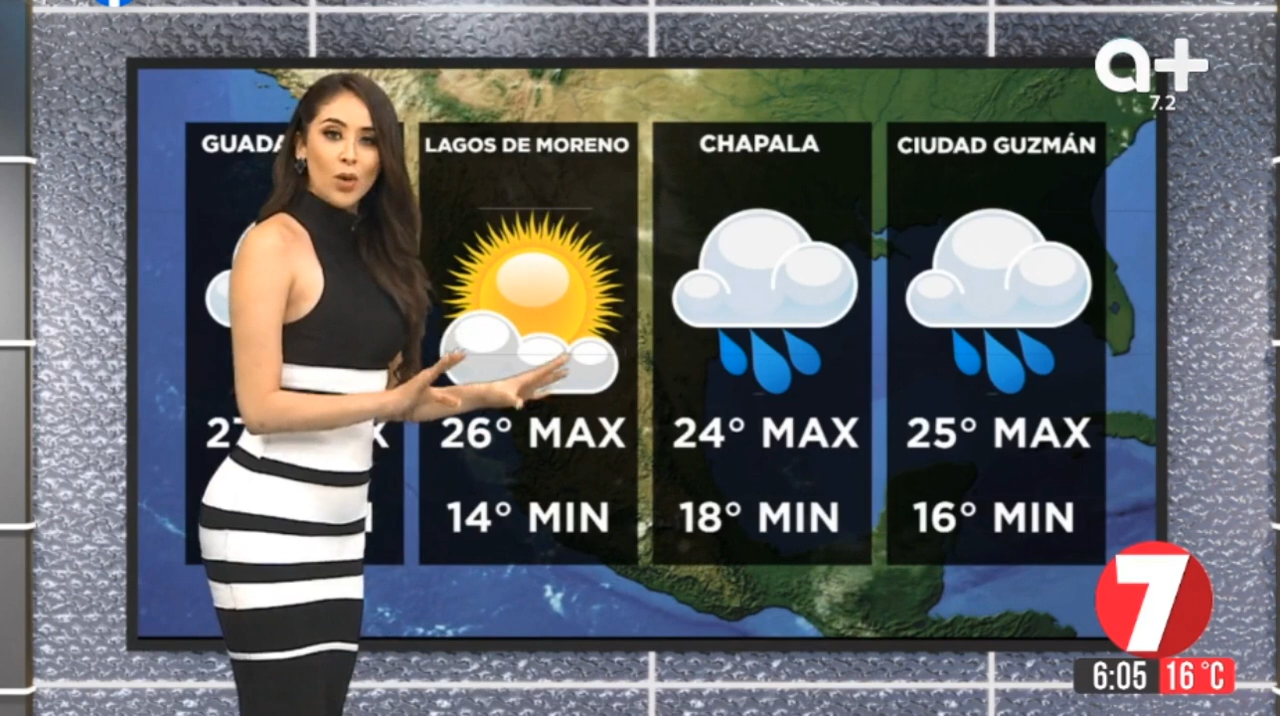 a+
7.2
LAGOS DE MORENO
CHAPALA
CIUDAD GUZMÁN
26° MAX
24° MAX
25° MAX
14° MIN
18° MIN
16° MIN
7
6:05 16 °C